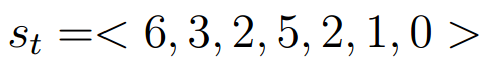 s_t =< 6, 3, 2, 5, 2, 1, 0 >